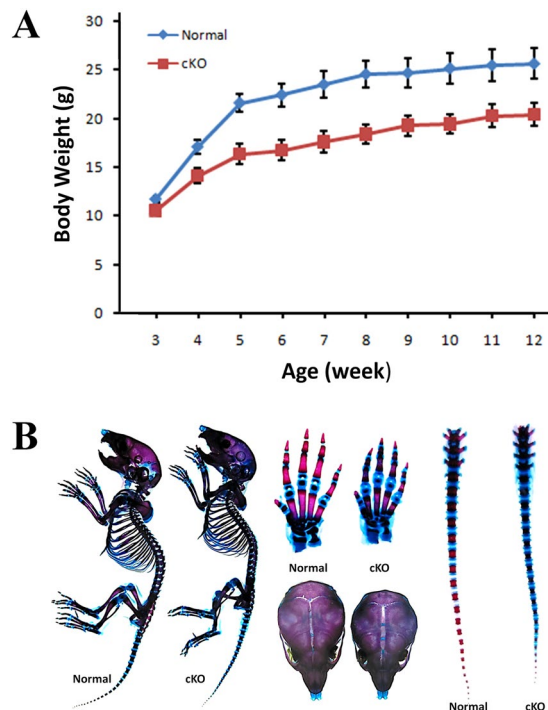 A
Normal
cKO
Body Weight (g)
30
25
20
15
10
5
0
3 4 5 6 7 8 9 10 11 12
Age (week)
B
Normal
cKO
Normal
cKO
Normal
cKO